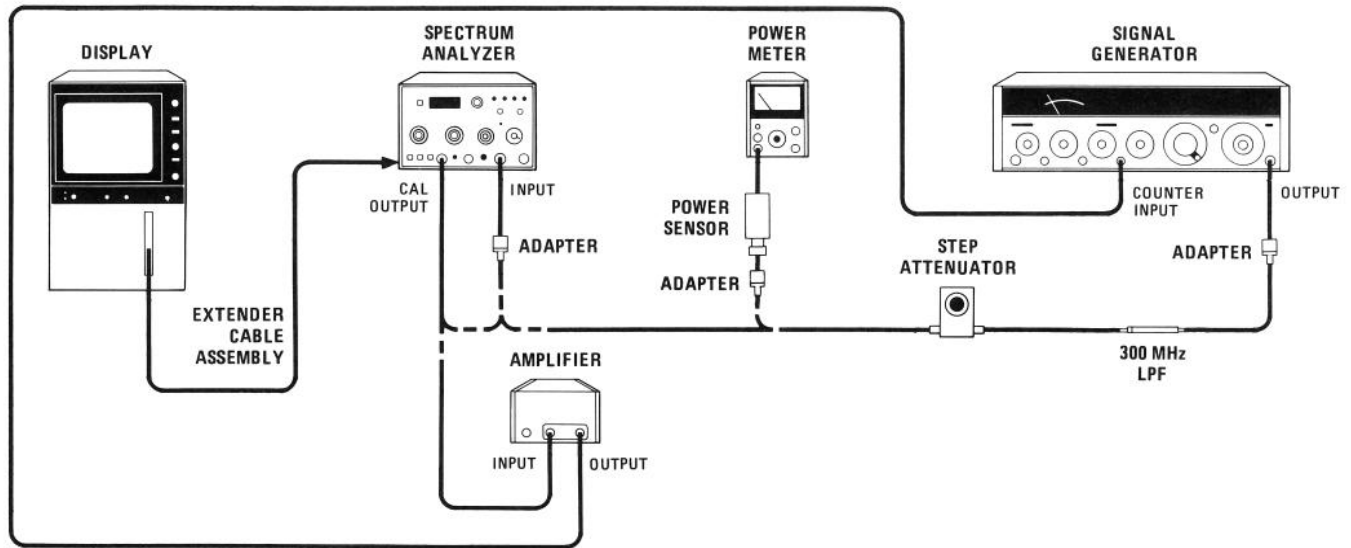 DISPLAY
SPECTRUM
ANALYZER
POWER
METER
SIGNAL
GENERATOR
CAL
OUTPUT
INPUT
COUNTER
INPUT
OUTPUT
ADAPTER
POWER
SENSOR
ADAPTER
STEP
ATTENUATOR
ADAPTER
EXTENDER
CABLE
ASSEMBLY
300 MHz
LPF
AMPLIFIER
INPUT
OUTPUT